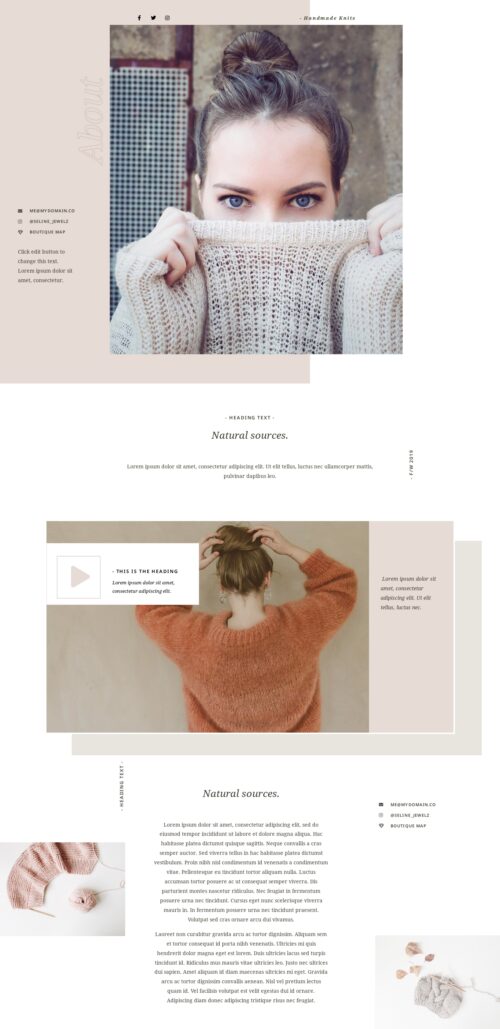 - Handmade Knits
About
ME@MYDOMAIN.CO
@SELINE_JEWELZ
BOUTIQUE MAP
Click edit button to
change this text.
Lorem ipsum dolor sit
amet, consectetur.
- HEADING TEXT -
Natural sources.
Lorem ipsum dolor sit amet, consectetur adipiscing elit. Ut elit tellus, luctus nec ullamcorper mattis,
pulvinar dapibus leo.
- F/W 2019
- THIS IS THE HEADING
Lorem ipsum dolor sit amet,
consectetur adipiscing elit.
Lorem ipsum dolor sit
amet, consectetur
adipiscing elit. Ut elit
tellus, luctus nec.
- HEADING TEXT -
Natural sources.
ME@MYDOMAIN.CO
@SELINE_JEWELZ
BOUTIQUE MAP
Lorem ipsum dolor sit amet, consectetur adipiscing elit, sed do
eiusmod tempor incididunt ut labore et dolore magna aliqua. Hac
habitasse platea dictumst quisque sagittis. Neque convallis a cras
semper auctor. Sed viverra tellus in hac habitasse platea dictumst
vestibulum. Proin nibh nisl condimentum id venenatis a condimentum
vitae. Pellentesque eu tincidunt tortor aliquam nulla. Luctus
accumsan tortor posuere ac ut consequat semper viverra. Dis
parturient montes nascetur ridiculus. Nec feugiat in fermentum
posuere urna nec tincidunt. Cursus eget nunc scelerisque viverra
mauris in. In fermentum posuere urna nec tincidunt praesent.
Volutpat sed cras ornare arcu dui vivamus.
Laoreet non curabitur gravida arcu ac tortor dignissim. Aliquam sem
et tortor consequat id porta nibh venenatis. Ultricies mi quis
hendrerit dolor magna eget est lorem. Duis ultricies lacus sed turpis
tincidunt id. Ridiculus mus mauris vitae ultricies leo. Justo nec ultrices
dui sapien. Amet aliquam id diam maecenas ultricies mi eget. Gravida
arcu ac tortor dignissim convallis aenean. Nisl vel pretium lectus
quam id. Vel facilisis volutpat est velit egestas dui id ornare.
Adipiscing diam donec adipiscing tristique risus nec feugiat.